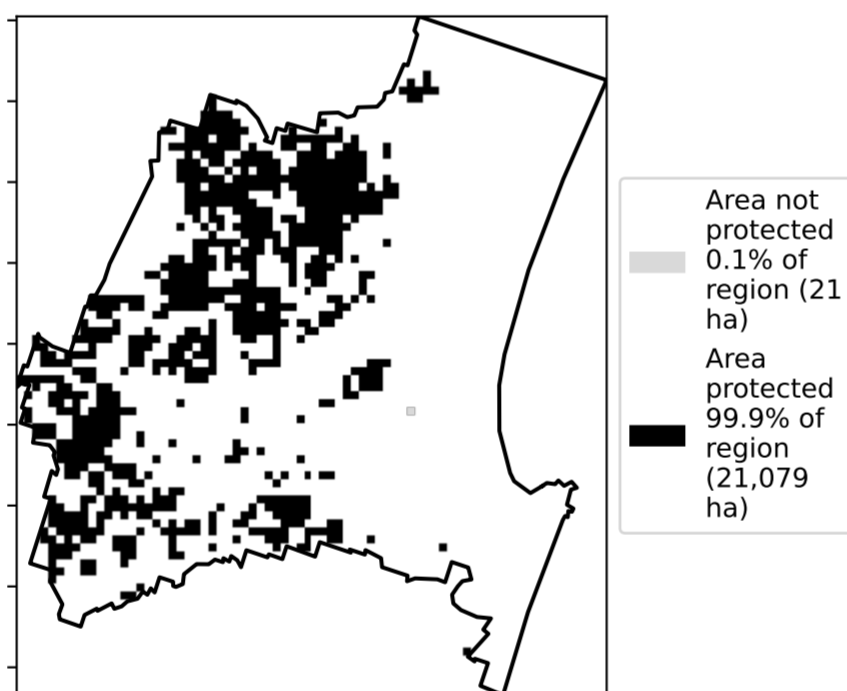 Area not
protected
0.1% of
region (21
ha)
Area
protected
99.9% of
region
(21,079
ha)